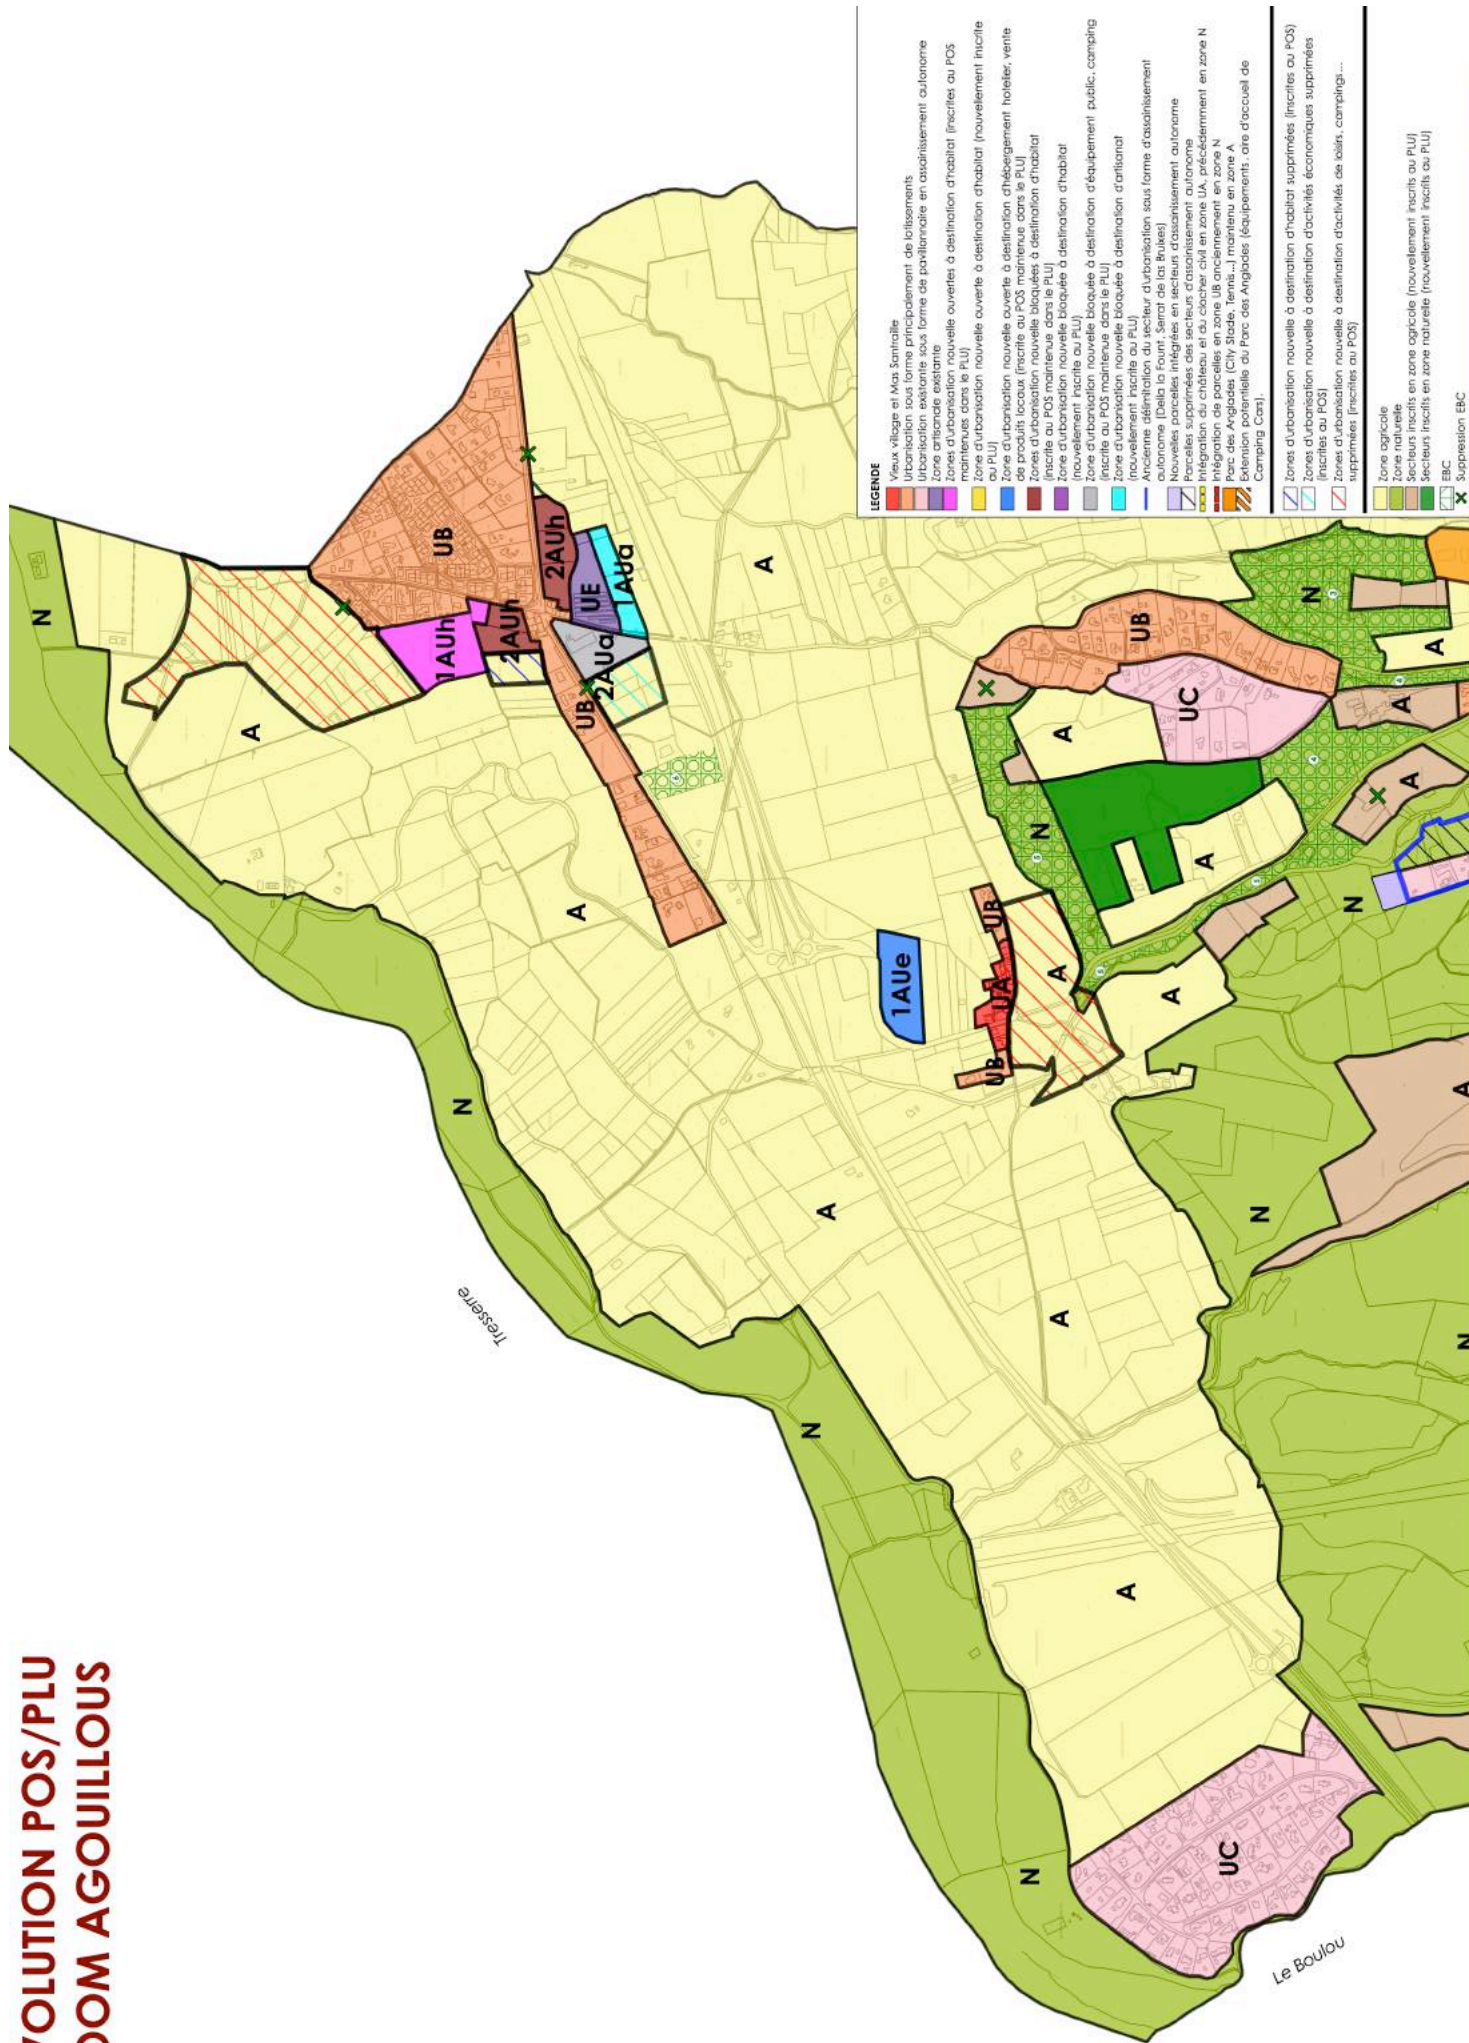 VOLUTION POS/PLU
OOM AGOUILLOUS
Tresserre
Le Boulou
N
A
A
N
A
N
A
A
N
A
N
UC
UB
1AUh
2AUh
2AUh
UE
1AUa
2AUa
UB
A
1AUe
UB
UA
UB
A
A
N
A
A
UC
UB
N
A
A
A
N
N
A
N
LEGENDE
Vieux village et Mas Santraille
Urbanisation sous forme principalement de lotissements
Urbanisation existante sous forme de pavillonnaire en assainissement autonome
Zone artisanale existante
Zones d'urbanisation nouvelle ouvertes à destination d'habitat (inscrites au POS
maintenues dans le PLU)
Zone d'urbanisation nouvelle ouverte à destination d'habitat (nouvellement inscrite
au PLU)
Zone d'urbanisation nouvelle ouverte à destination d'hébergement hotelier, vente
de produits locaux (inscrite au POS maintenue dans le PLU)
Zones d'urbanisation nouvelle bloquées à destination d'habitat
(inscrite au POS maintenue dans le PLU)
Zone d'urbanisation nouvelle bloquée à destination d'habitat
(nouvellement inscrite au PLU)
Zone d'urbanisation nouvelle bloquée à destination d'équipement public, camping
(inscrite au POS maintenue dans le PLU)
Zone d'urbanisation nouvelle bloquée à destination d'artisanat
(nouvellement inscrite au PLU)
Ancienne délimitation du secteur d'urbanisation sous forme d'assainissement
autonome (Della la Fount, Serrat de las Bruixes)
Nouvelles parcelles intégrées en secteurs d'assainissement autonome
Parcelles supprimées des secteurs d'assainissement autonome
Intégration du château et du clocher civil en zone UA, précédemment en zone N
Intégration de parcelles en zone UB anciennement en zone N
Parc des Anglades (City Stade, Tennis...) maintenu en zone A
Extension potentielle du Parc des Anglades (équipements, aire d'accueil de
Camping Cars).
Zones d'urbanisation nouvelle à destination d'habitat supprimées (inscrites au POS)
Zones d'urbanisation nouvelle à destination d'activités économiques supprimées
(inscrites au POS)
Zones d'urbanisation nouvelle à destination d'activités de loisirs, campings...
supprimées (inscrites au POS)
Zone agricole
Zone naturelle
Secteurs inscrits en zone agricole (nouvellement inscrits au PLU)
Secteurs inscrits en zone naturelle (nouvellement inscrits au PLU)
EBC
Suppression EBC